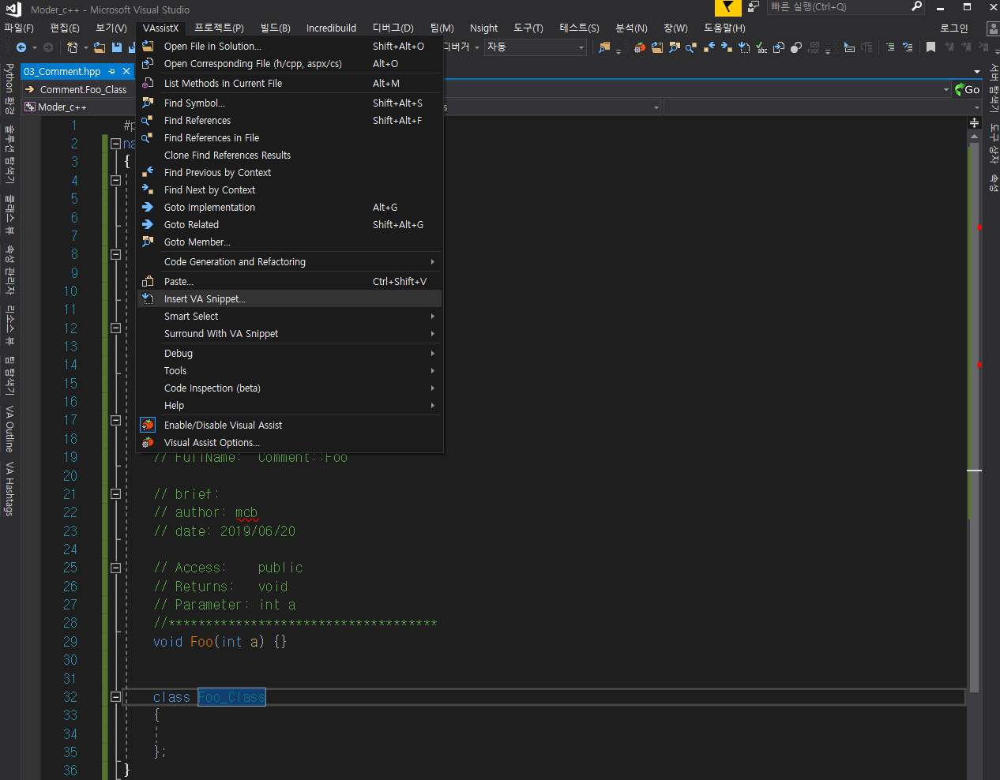 Moder_c++ - Microsoft Visual Studio
빠른 실행(Ctrl+Q)
파일(F) 편집(E) 보기(V) VAssistX 프로젝트(P) 빌드(B) Incredibuild 디버그(D) 팀(M) Nsight 도구(T) 테스트(S) 분석(N) 창(W) 도움말(H) 로그인
디버거 자동
03_Comment.hpp
Comment.Foo_Class
Go
Moder_c++
Open File in Solution... Shift+Alt+O
Open Corresponding File (h/cpp, aspx/cs) Alt+O
List Methods in Current File Alt+M
Find Symbol... Shift+Alt+S
Find References Shift+Alt+F
Find References in File
Clone Find References Results
Find Previous by Context
Find Next by Context
Goto Implementation Alt+G
Goto Related Shift+Alt+G
Goto Member...
Code Generation and Refactoring
Paste... Ctrl+Shift+V
Insert VA Snippet...
Smart Select
Surround With VA Snippet
Debug
Tools
Code Inspection (beta)
Help
Enable/Disable Visual Assist
Visual Assist Options...
Python 환경
솔루션 탐색기
클래스 뷰
속성 관리자
리소스 뷰
팀 탐색기
VA Outline
VA Hashtags
서버 탐색기
도구 상자
속성
1 #p
2 na
3 {
4
5
6
7
8
9
10
11
12
13
14
15
16
17
18
19 // FullName: Comment::Foo
20
21 // brief:
22 // author: mcb
23 // date: 2019/06/20
24
25 // Access: public
26 // Returns: void
27 // Parameter: int a
28 //************************************
29 void Foo(int a) {}
30
31
32 class Foo_Class
33 {
34
35 };
36 }